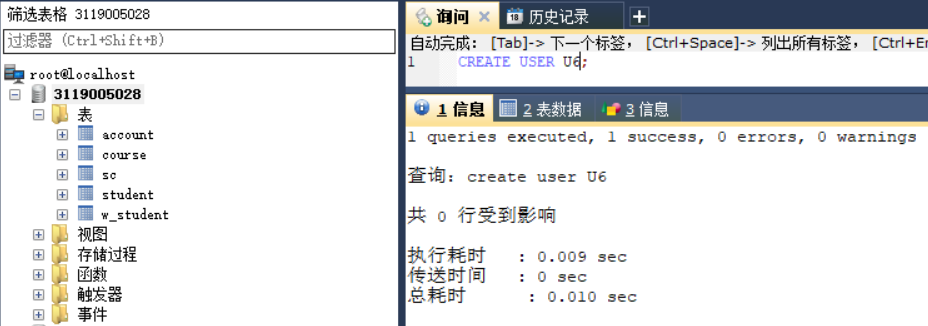 筛选表格 3119005028
过滤器 (Ctrl+Shift+B)
root@localhost
3119005028
表
account
course
sc
student
w_student
视图
存储过程
函数
触发器
事件
询问
历史记录
自动完成: [Tab]-> 下一个标签, [Ctrl+Space]-> 列出所有标签, [Ctrl+En
1 CREATE USER U6;
1 信息
2 表数据
3 信息
1 queries executed, 1 success, 0 errors, 0 warnings
查询: create user U6
共 0 行受到影响
执行耗时 : 0.009 sec
传送时间 : 0 sec
总耗时 : 0.010 sec